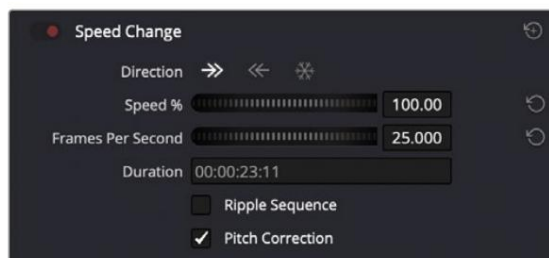 Speed Change
Direction
Speed % 100.00
Frames Per Second 25.000
Duration 00:00:23:11
Ripple Sequence
Pitch Correction